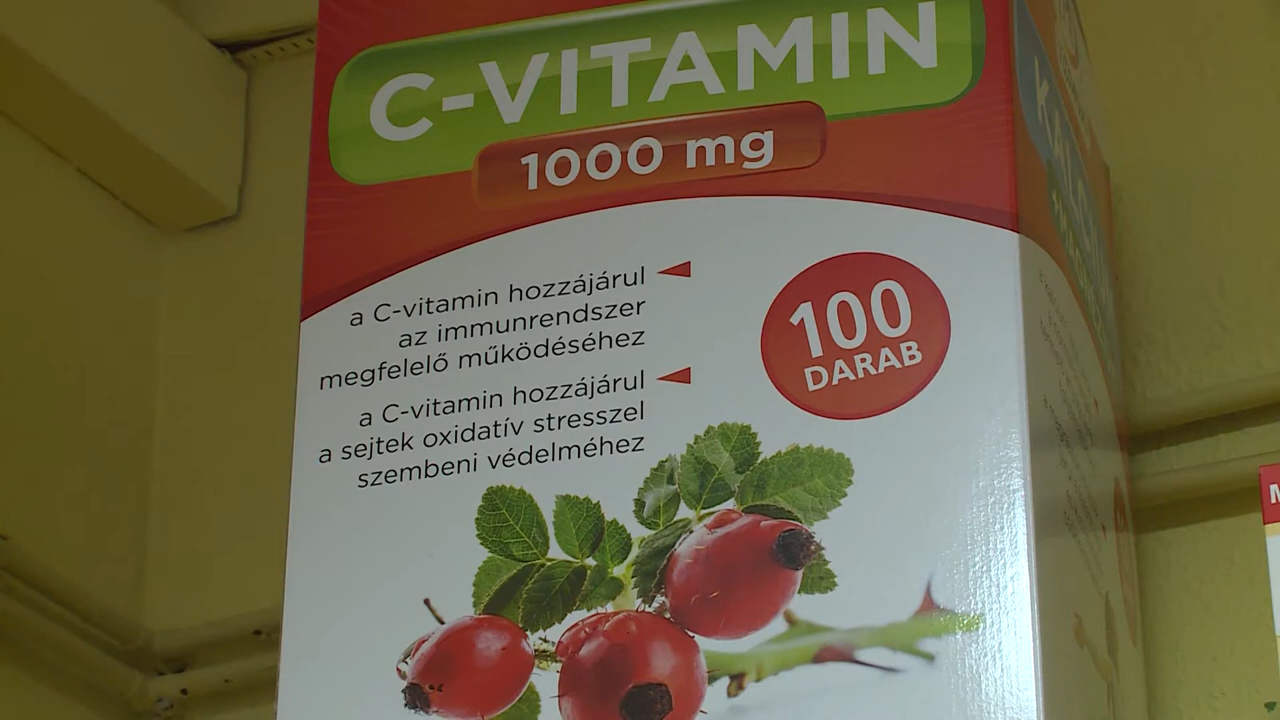 C-VITAMIN
1000 mg
a C-vitamin hozzájárul
az immunrendszer
megfelelő működéséhez
a C-vitamin hozzájárul
a sejtek oxidatív stresszel
szembeni védelméhez
100
DARAB